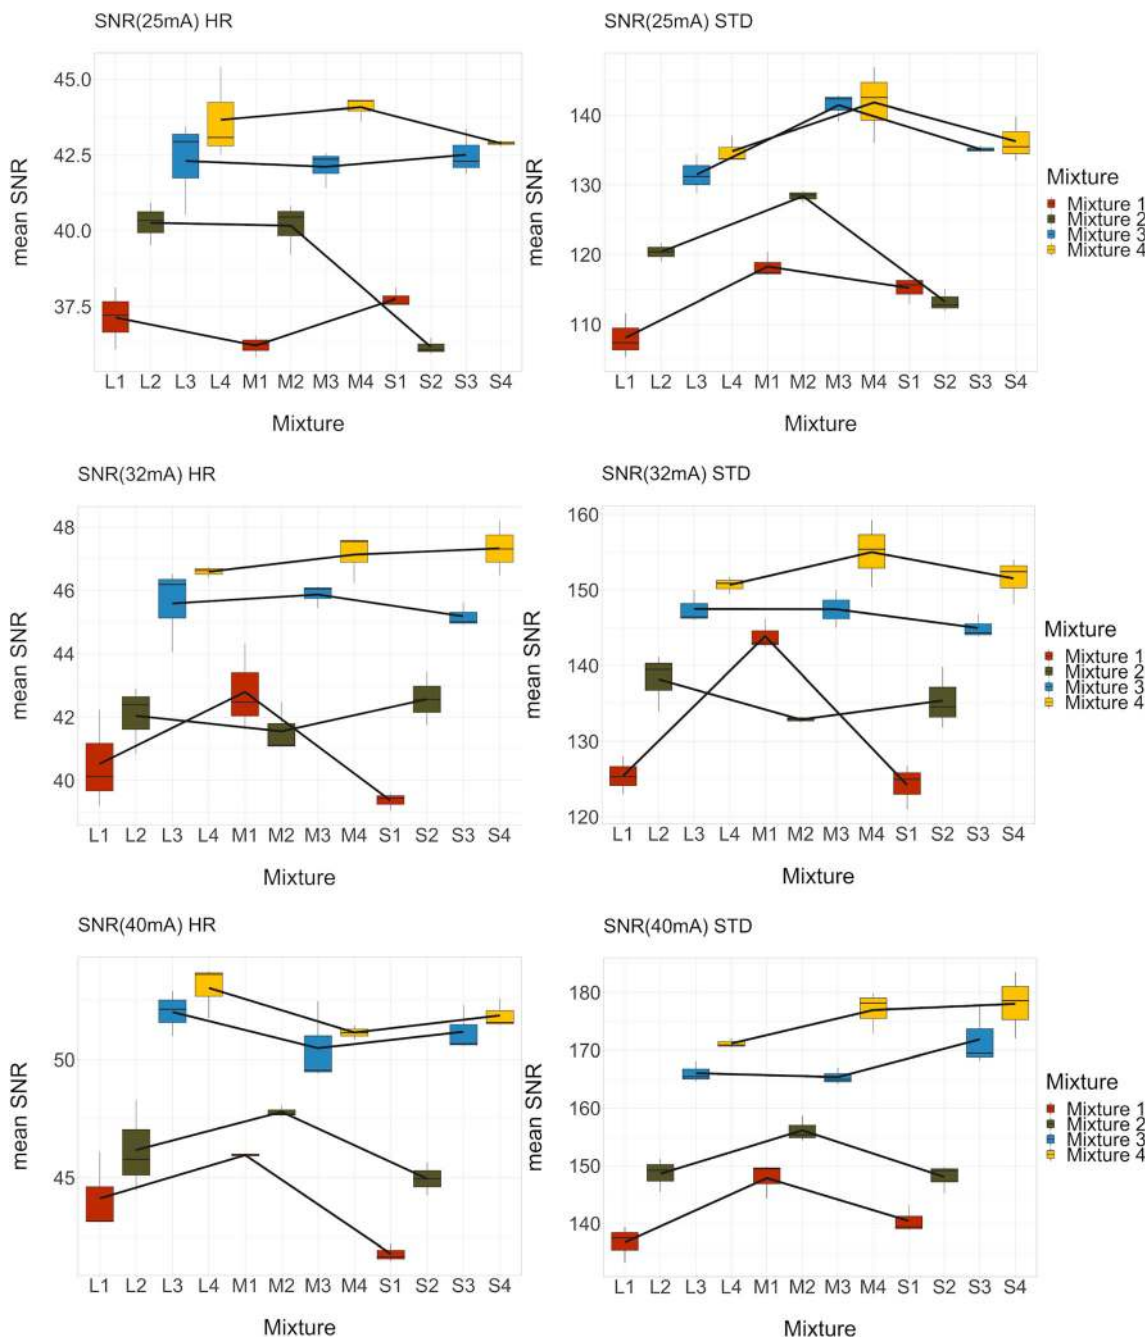 SNR(25mA) HR
45.0
42.5
40.0
37.5
mean SNR
L1 L2 L3 L4 M1 M2 M3 M4 S1 S2 S3 S4
Mixture
SNR(25mA) STD
140
130
120
110
mean SNR
L1 L2 L3 L4 M1 M2 M3 M4 S1 S2 S3 S4
Mixture
Mixture
Mixture 1
Mixture 2
Mixture 3
Mixture 4
SNR(32mA) HR
48
46
44
42
40
mean SNR
L1 L2 L3 L4 M1 M2 M3 M4 S1 S2 S3 S4
Mixture
SNR(32mA) STD
160
150
140
130
120
mean SNR
L1 L2 L3 L4 M1 M2 M3 M4 S1 S2 S3 S4
Mixture
Mixture
Mixture 1
Mixture 2
Mixture 3
Mixture 4
SNR(40mA) HR
50
45
mean SNR
L1 L2 L3 L4 M1 M2 M3 M4 S1 S2 S3 S4
Mixture
SNR(40mA) STD
180
170
160
150
140
mean SNR
L1 L2 L3 L4 M1 M2 M3 M4 S1 S2 S3 S4
Mixture
Mixture
Mixture 1
Mixture 2
Mixture 3
Mixture 4